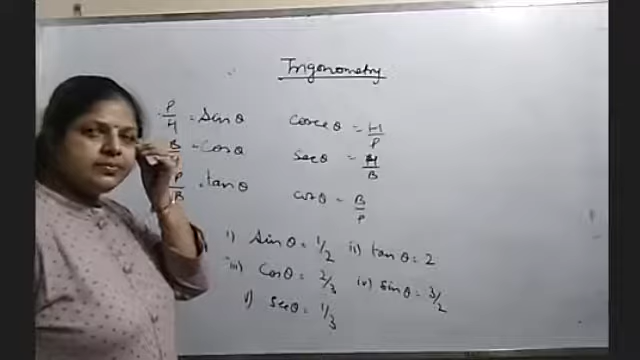 Trigonometry
P/H = Sin θ    cosec θ = H/P
B/H = Cos θ    Sec θ = H/B
P/B = tan θ    cot θ = B/P
i) Sin θ = 1/2    ii) tan θ = 2
iii) Cos θ = 2/3    iv) Sin θ = 3/2
v) Sec θ = 1/3